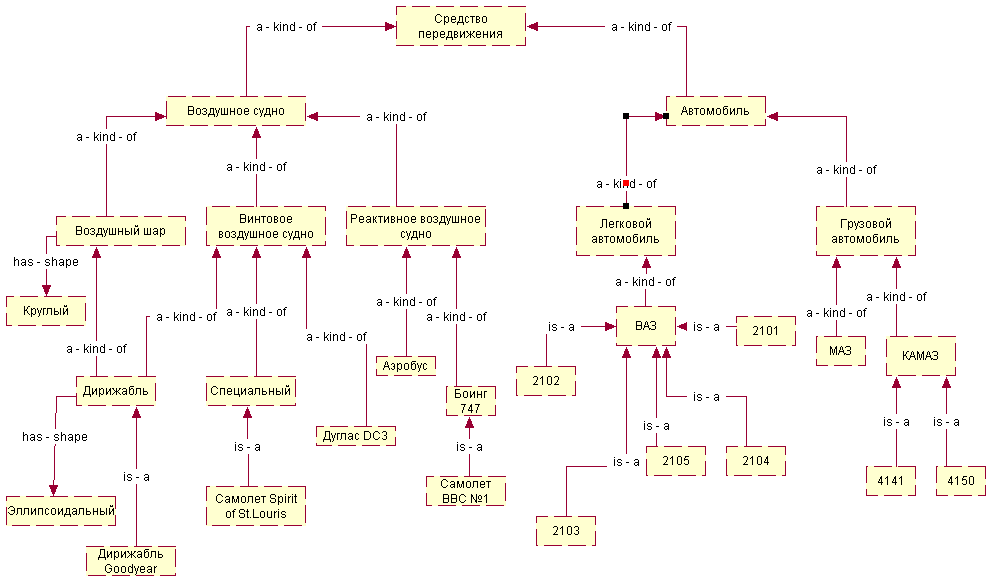 Средство
передвижения
a - kind - of
a - kind - of
Воздушное судно
Автомобиль
a - kind - of
a - kind - of
a - kind - of
a - kind - of
a - kind - of
Воздушный шар
Винтовое
воздушное судно
Реактивное воздушное
судно
Легковой
автомобиль
Грузовой
автомобиль
has - shape
Круглый
a - kind - of
a - kind - of
a - kind - of
a - kind - of
a - kind - of
a - kind - of
a - kind - of
a - kind - of
a - kind - of
a - kind - of
is - a
ВАЗ
is - a
2101
МАЗ
КАМАЗ
Аэробус
2102
Дирижабль
Специальный
Боинг
747
is - a
is - a
has - shape
Дуглас DC3
is - a
is - a
is - a
is - a
is - a
is - a
2105
2104
4141
4150
Эллипсоидальный
Самолет Spirit
of St.Louris
Самолет
ВВС №1
2103
Дирижабль
Goodyear